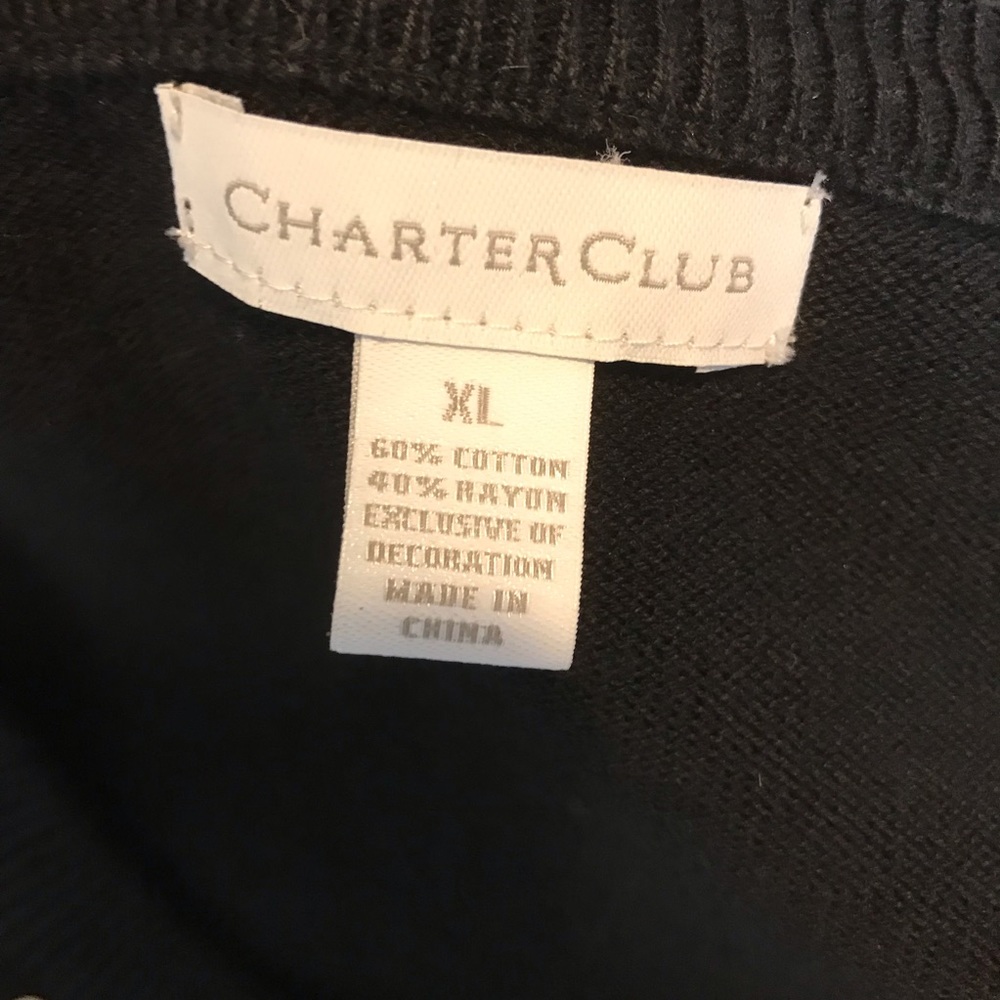 CHARTER CLUB
XL
60% COTTON
40% RAYON
EXCLUSIVE OF
DECORATION
MADE IN
CHINA